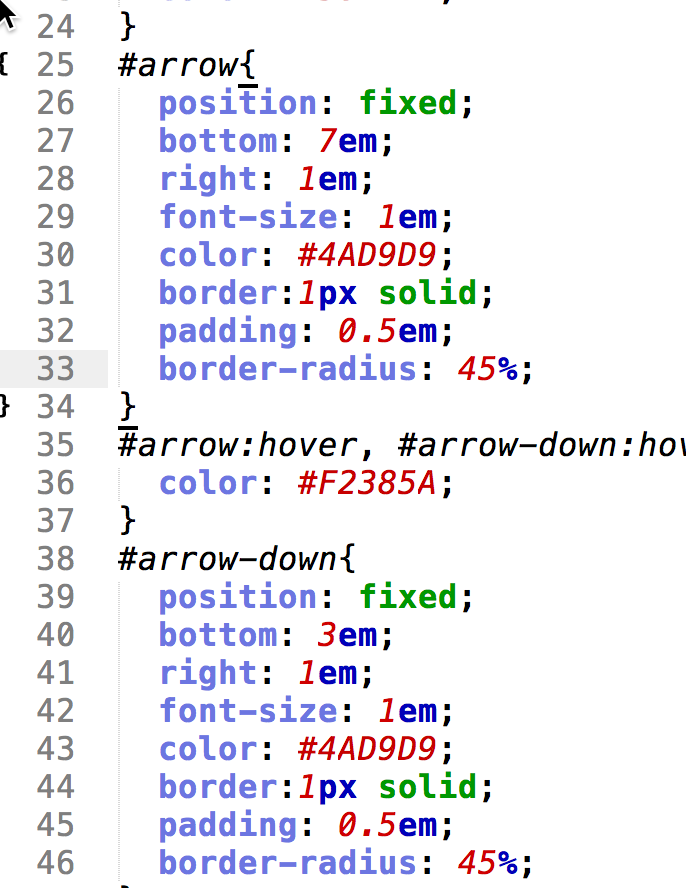 24 }
{ 25 #arrow{
26 position: fixed;
27 bottom: 7em;
28 right: 1em;
29 font-size: 1em;
30 color: #4AD9D9;
31 border:1px solid;
32 padding: 0.5em;
33 border-radius: 45%;
} 34 }
35 #arrow:hover, #arrow-down:hov
36 color: #F2385A;
37 }
38 #arrow-down{
39 position: fixed;
40 bottom: 3em;
41 right: 1em;
42 font-size: 1em;
43 color: #4AD9D9;
44 border:1px solid;
45 padding: 0.5em;
46 border-radius: 45%;